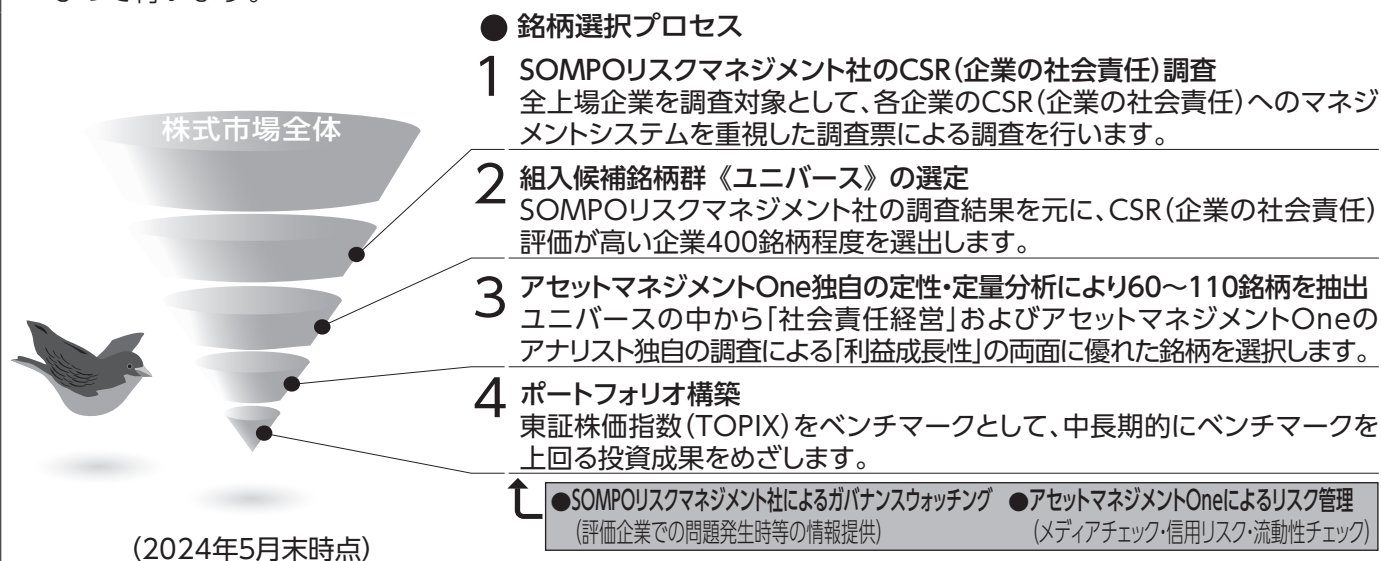 ● 銘柄選択プロセス
1 SOMPOリスクマネジメント社のCSR(企業の社会責任)調査
全上場企業を調査対象として、各企業のCSR(企業の社会責任)へのマネジ
メントシステムを重視した調査票による調査を行います。
株式市場全体
2 組入候補銘柄群《ユニバース》の選定
SOMPOリスクマネジメント社の調査結果を元に、CSR(企業の社会責任)
評価が高い企業400銘柄程度を選出します。
3 アセットマネジメントOne独自の定性・定量分析により60～110銘柄を抽出
ユニバースの中から「社会責任経営」およびアセットマネジメントOneの
アナリスト独自の調査による「利益成長性」の両面に優れた銘柄を選択します。
4 ポートフォリオ構築
東証株価指数(TOPIX)をベンチマークとして、中長期的にベンチマークを
上回る投資成果をめざします。
●SOMPOリスクマネジメント社によるガバナンスウォッチング ●アセットマネジメントOneによるリスク管理
(評価企業での問題発生時等の情報提供) (メディアチェック・信用リスク・流動性チェック)
(2024年5月末時点)